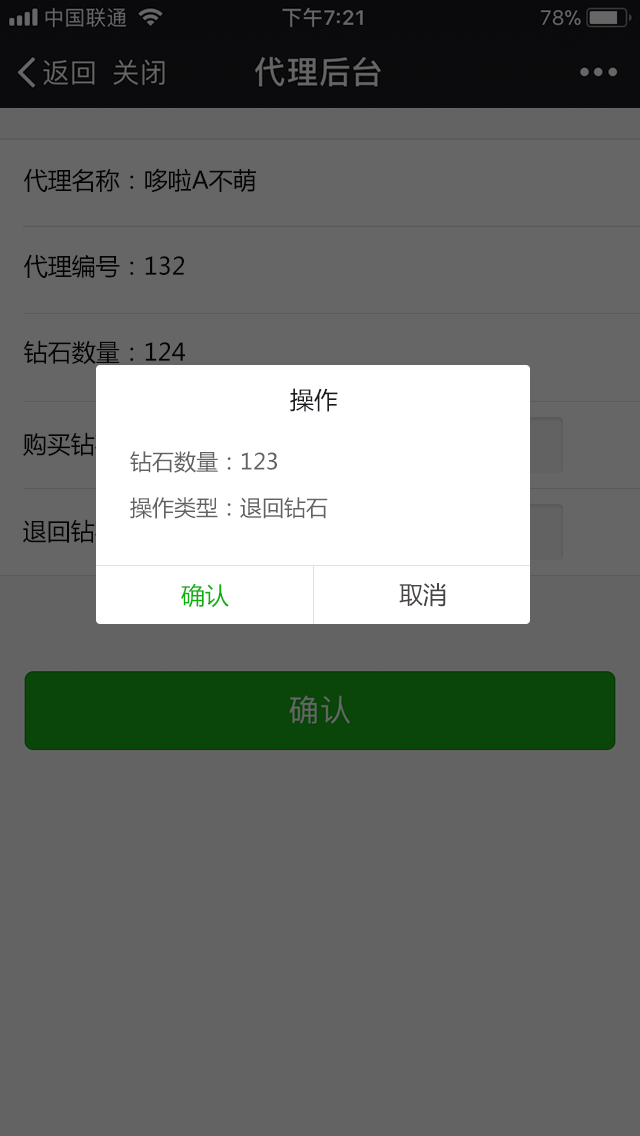 中国联通 下午7:21 78%
返回 关闭 代理后台
代理名称：哆啦A不萌
代理编号：132
钻石数量：124
购买钻
退回钻
操作
钻石数量：123
操作类型：退回钻石
确认 取消
确认